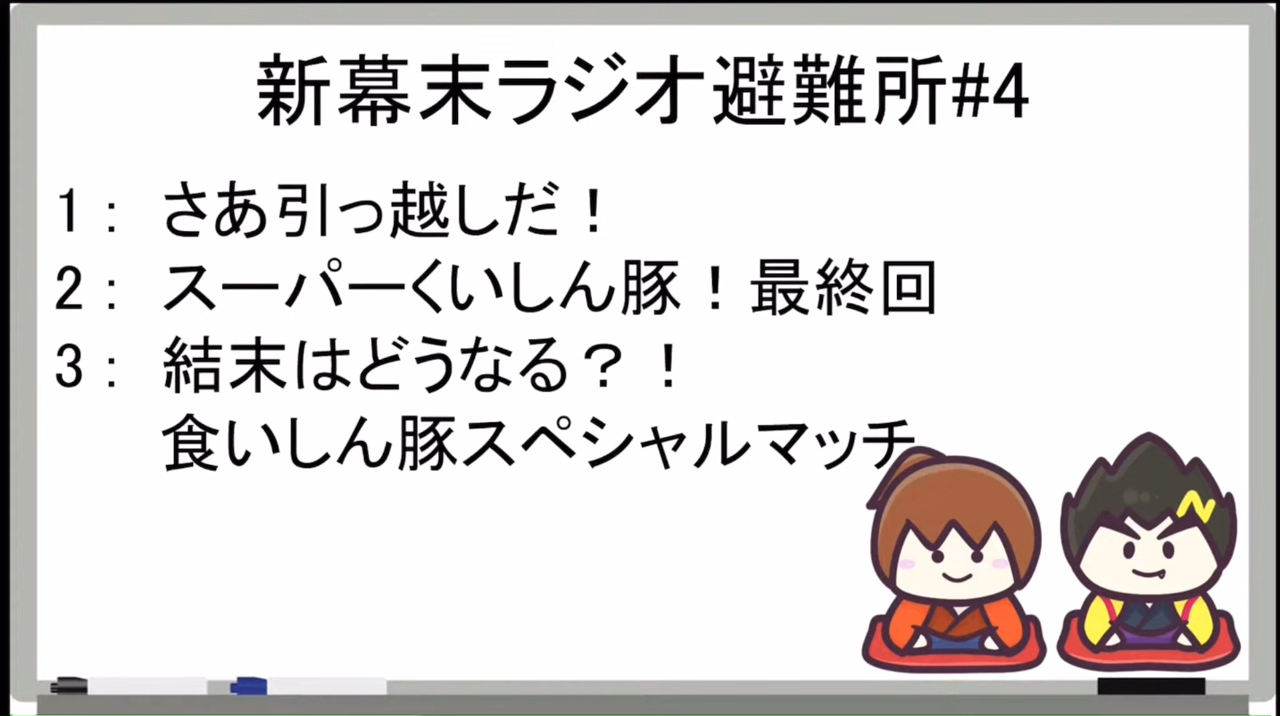 新幕末ラジオ避難所#4
1： さあ引っ越しだ！
2： スーパーくいしん豚！最終回
3： 結末はどうなる？！
食いしん豚スペシャルマッチ
N